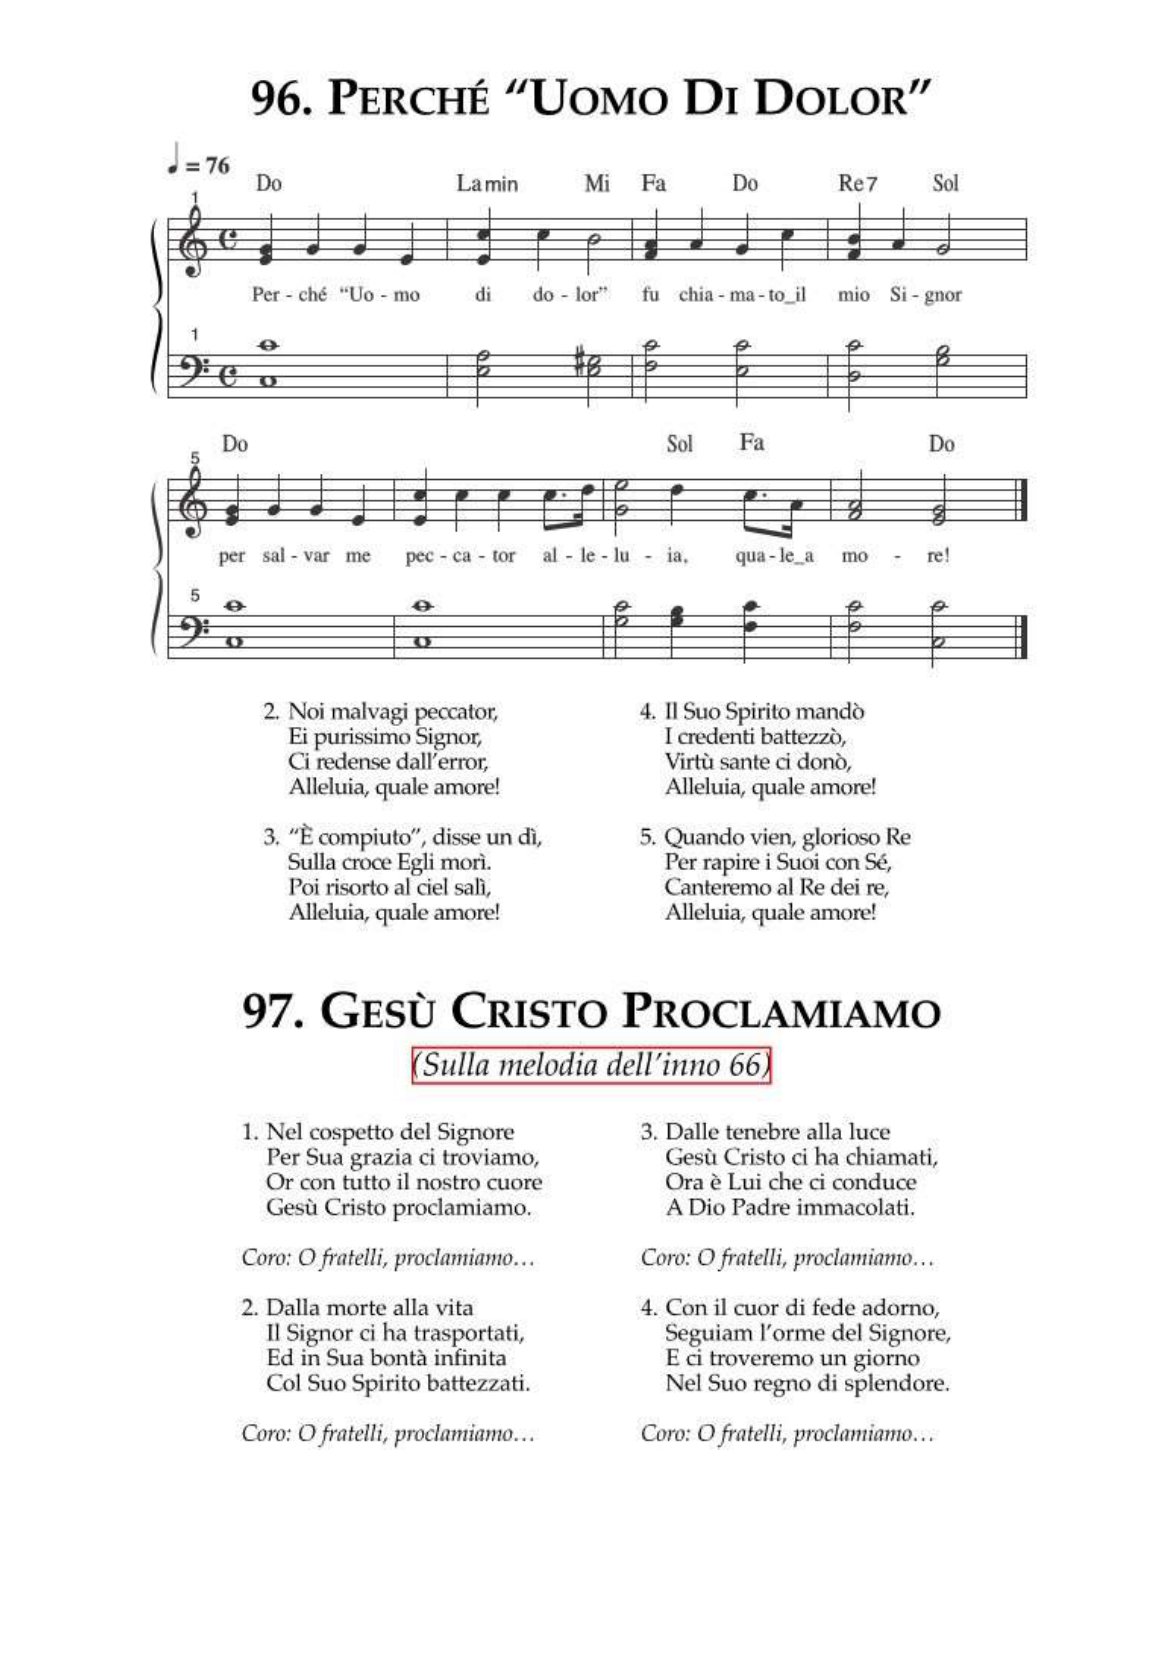 96. PERCHÉ “UOMO DI DOLOR”
= 76
Do Lamin Mi Fa Do Re7 Sol
1
Per - ché “Uo - mo di do - lor” fu chia - ma - to_il mio Si - gnor
1
Do Sol Fa Do
5
per sal - var me pec - ca - tor al - le - lu - ia, qua - le_a mo - re!
5
2. Noi malvagi peccator,
Ei purissimo Signor,
Ci redense dall’error,
Alleluia, quale amore!
3. “È compiuto”, disse un dì,
Sulla croce Egli morì.
Poi risorto al ciel salì,
Alleluia, quale amore!
4. Il Suo Spirito mandò
I credenti battezzò,
Virtù sante ci donò,
Alleluia, quale amore!
5. Quando vien, glorioso Re
Per rapire i Suoi con Sé,
Canteremo al Re dei re,
Alleluia, quale amore!
97. GESÙ CRISTO PROCLAMIAMO
(Sulla melodia dell’inno 66)
1. Nel cospetto del Signore
Per Sua grazia ci troviamo,
Or con tutto il nostro cuore
Gesù Cristo proclamiamo.
Coro: O fratelli, proclamiamo…
2. Dalla morte alla vita
Il Signor ci ha trasportati,
Ed in Sua bontà infinita
Col Suo Spirito battezzati.
Coro: O fratelli, proclamiamo…
3. Dalle tenebre alla luce
Gesù Cristo ci ha chiamati,
Ora è Lui che ci conduce
A Dio Padre immacolati.
Coro: O fratelli, proclamiamo…
4. Con il cuor di fede adorno,
Seguiam l’orme del Signore,
E ci troveremo un giorno
Nel Suo regno di splendore.
Coro: O fratelli, proclamiamo…